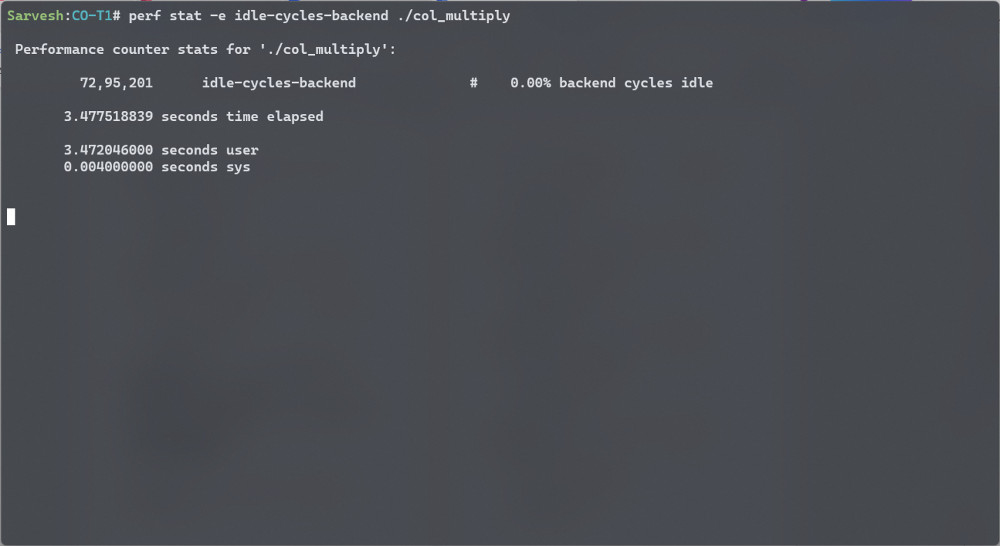 Sarvesh:CO-T1# perf stat -e idle-cycles-backend ./col_multiply
Performance counter stats for './col_multiply':
72,95,201      idle-cycles-backend              #    0.00% backend cycles idle
3.477518839 seconds time elapsed
3.472046000 seconds user
0.004000000 seconds sys